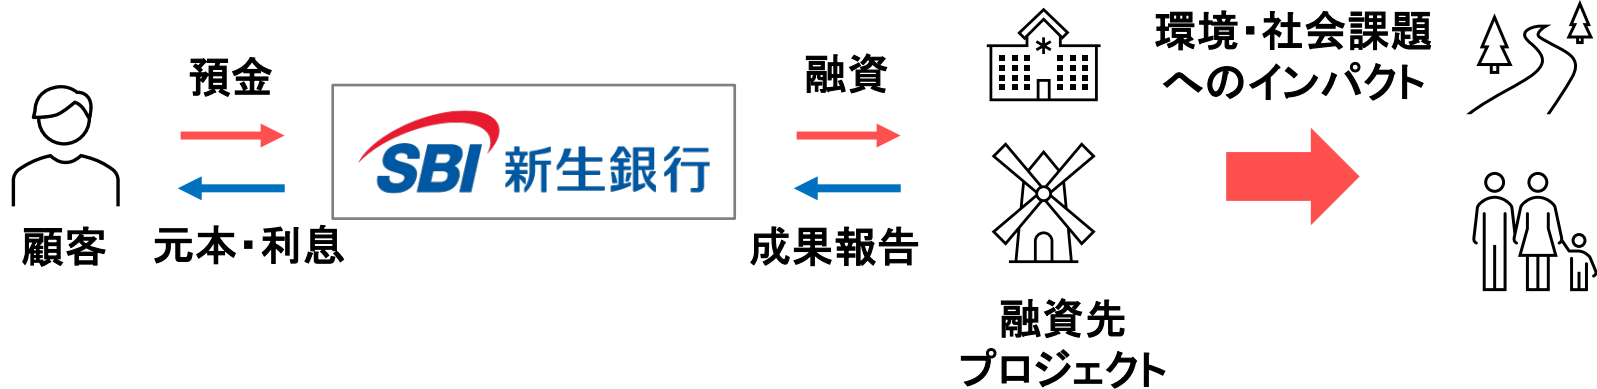 預金
顧客
元本・利息
SBI 新生銀行
融資
成果報告
融資先
プロジェクト
環境・社会課題
へのインパクト